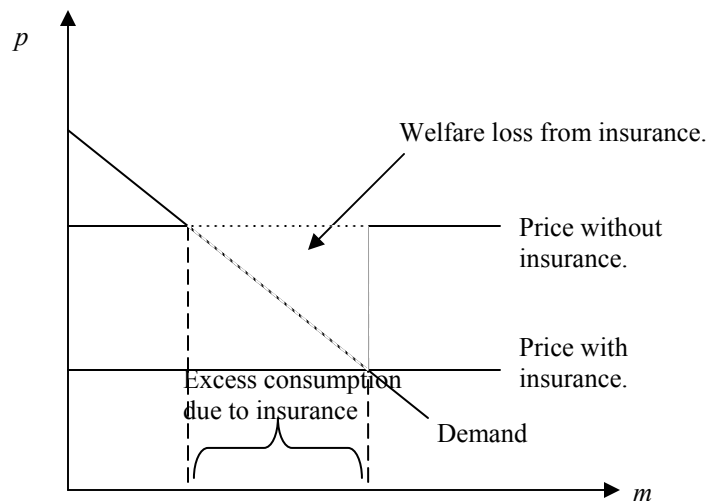 p
Welfare loss from insurance.
Price without
insurance.
Price with
insurance.
Excess consumption
due to insurance
Demand
m